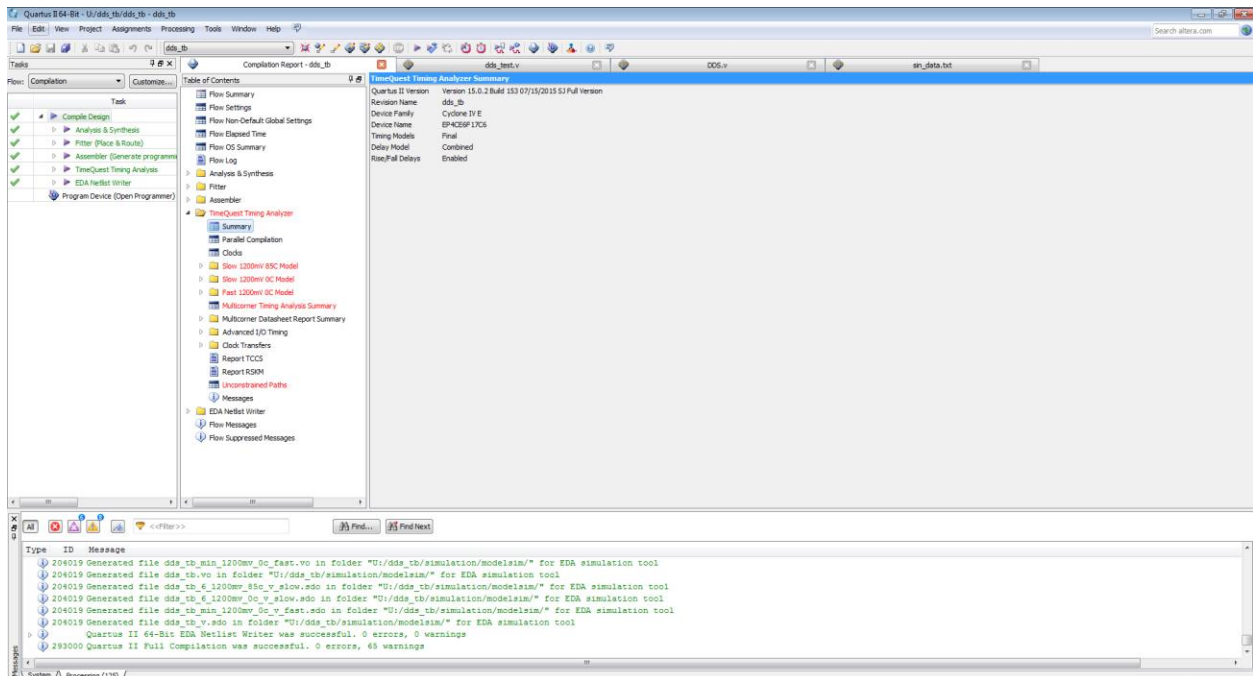 Quartus II 64-Bit - U:/dds_tb/dds_tb - dds_tb
File Edit View Project Assignments Processing Tools Window Help
Search altera.com
dds_tb
Tasks
Compilation Report - dds_tb
dds_test.v
DDS.v
sin_data.txt
Flow: Compilation
Customize...
Task
Compile Design
Analysis & Synthesis
Fitter (Place & Route)
Assembler (Generate programmi
TimeQuest Timing Analysis
EDA Netlist Writer
Program Device (Open Programmer)
Table of Contents
Flow Summary
Flow Settings
Flow Non-Default Global Settings
Flow Elapsed Time
Flow OS Summary
Flow Log
Analysis & Synthesis
Fitter
Assembler
TimeQuest Timing Analyzer
Summary
Parallel Compilation
Clocks
Slow 1200mV 85C Model
Slow 1200mV 0C Model
Fast 1200mV 0C Model
Multicorner Timing Analysis Summary
Multicorner Datasheet Report Summary
Advanced I/O Timing
Clock Transfers
Report TCCS
Report RSKM
Unconstrained Paths
Messages
EDA Netlist Writer
Flow Messages
Flow Suppressed Messages
TimeQuest Timing Analyzer Summary
Quartus II Version Version 15.0.2 Build 153 07/15/2015 SJ Full Version
Revision Name dds_tb
Device Family Cyclone IV E
Device Name EP4CE6F17C6
Timing Models Final
Delay Model Combined
Rise/Fall Delays Enabled
All
<<Filter>>
Find...
Find Next
Type ID Message
204019 Generated file dds_tb_min_1200mv_0c_fast.vo in folder "U:/dds_tb/simulation/modelsim/" for EDA simulation tool
204019 Generated file dds_tb.vo in folder "U:/dds_tb/simulation/modelsim/" for EDA simulation tool
204019 Generated file dds_tb_6_1200mv_85c_v_slow.sdo in folder "U:/dds_tb/simulation/modelsim/" for EDA simulation tool
204019 Generated file dds_tb_6_1200mv_0c_v_slow.sdo in folder "U:/dds_tb/simulation/modelsim/" for EDA simulation tool
204019 Generated file dds_tb_min_1200mv_0c_v_fast.sdo in folder "U:/dds_tb/simulation/modelsim/" for EDA simulation tool
204019 Generated file dds_tb_v.sdo in folder "U:/dds_tb/simulation/modelsim/" for EDA simulation tool
Quartus II 64-Bit EDA Netlist Writer was successful. 0 errors, 0 warnings
293000 Quartus II Full Compilation was successful. 0 errors, 65 warnings
Messages
System
Processing